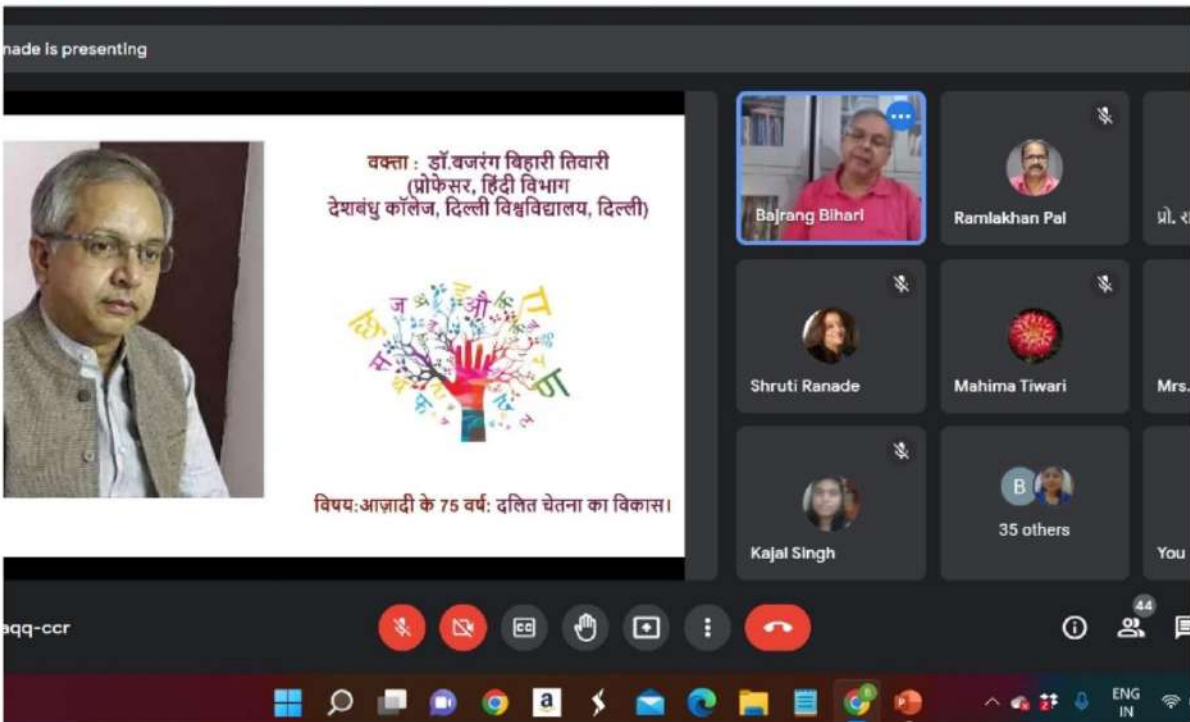 nade is presenting
वक्ता : डॉ.बजरंग बिहारी तिवारी
(प्रोफेसर, हिंदी विभाग
देशबंधु कॉलेज, दिल्ली विश्वविद्यालय, दिल्ली)
विषय:आज़ादी के 75 वर्ष: दलित चेतना का विकास।
Bajrang Bihari
Ramlakhan Pal
प्रो.
Shruti Ranade
Mahima Tiwari
Mrs.
Kajal Singh
B
35 others
You
aqq-ccr
cc
44
a
ENG
IN